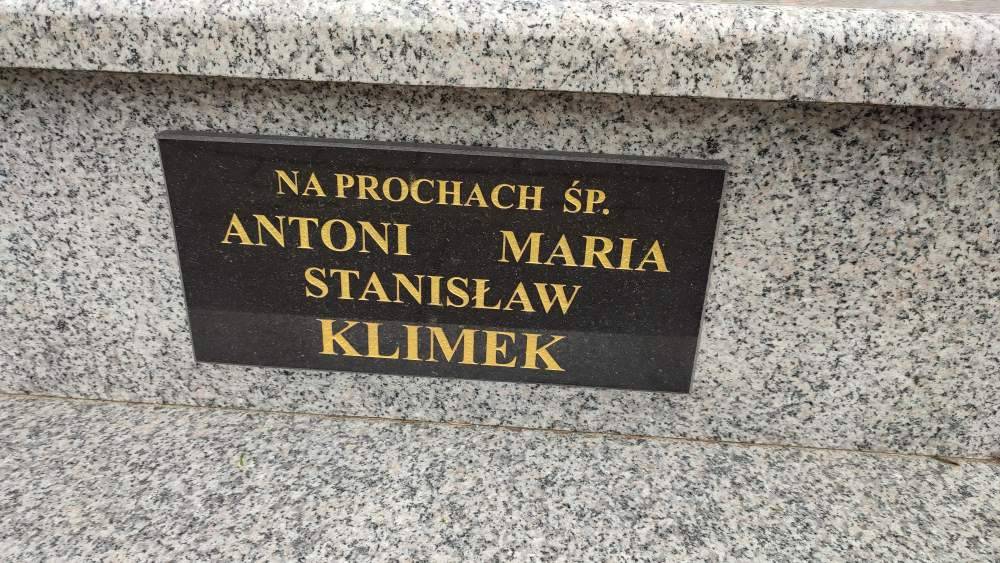 NA PROCHACH ŚP.
ANTONI MARIA
STANISŁAW
KLIMEK